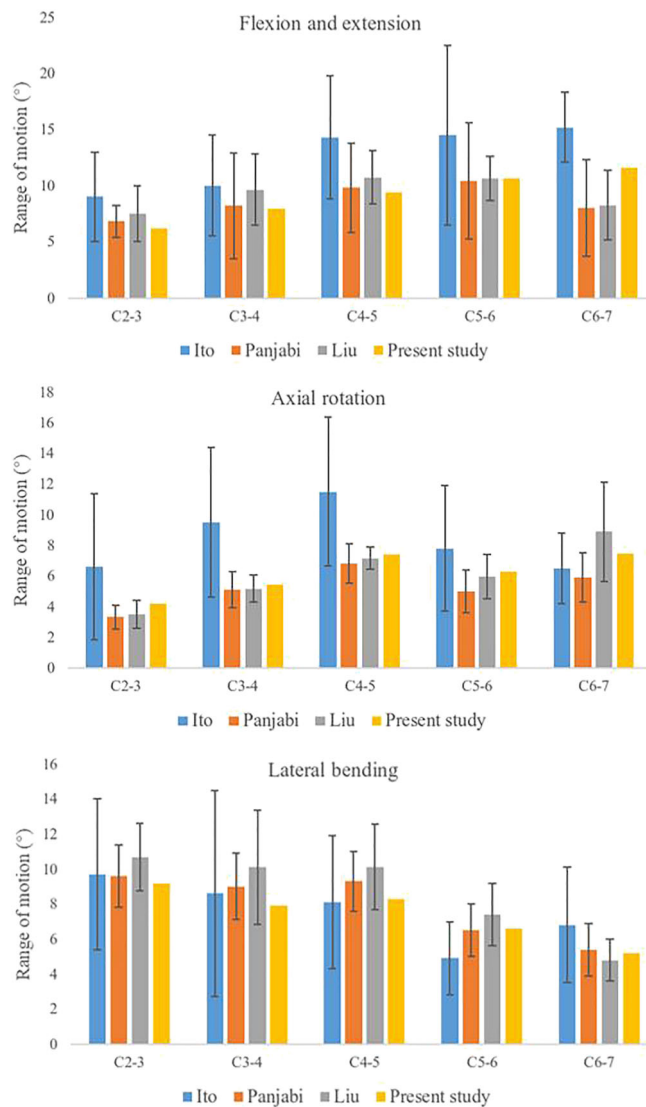 Flexion and extension
Range of motion (°)
25
20
15
10
5
0
C2-3 C3-4 C4-5 C5-6 C6-7
Ito Panjabi Liu Present study
Axial rotation
Range of motion (°)
18
16
14
12
10
8
6
4
2
0
C2-3 C3-4 C4-5 C5-6 C6-7
Ito Panjabi Liu Present study
Lateral bending
Range of motion (°)
16
14
12
10
8
6
4
2
0
C2-3 C3-4 C4-5 C5-6 C6-7
Ito Panjabi Liu Present study